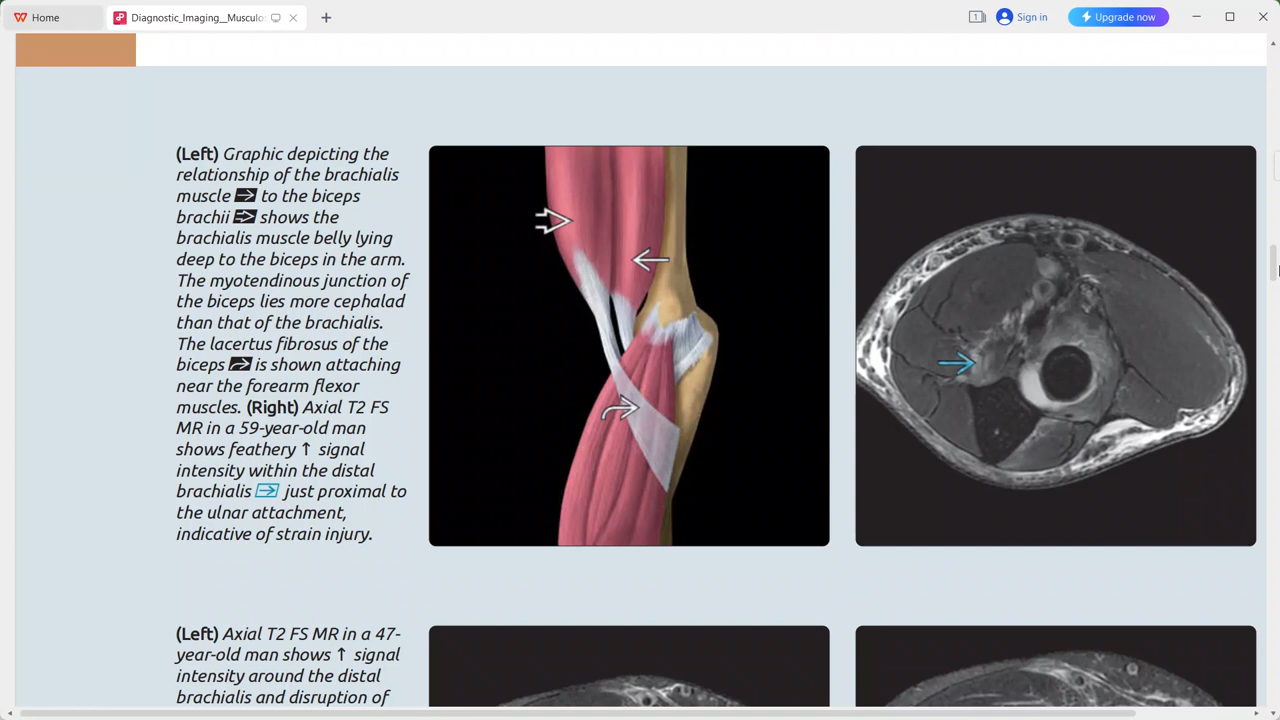 Home
Diagnostic_Imaging__Musculos
1
Sign in
Upgrade now
(Left) Graphic depicting the
relationship of the brachialis
muscle to the biceps
brachii shows the
brachialis muscle belly lying
deep to the biceps in the arm.
The myotendinous junction of
the biceps lies more cephalad
than that of the brachialis.
The lacertus fibrosus of the
biceps is shown attaching
near the forearm flexor
muscles. (Right) Axial T2 FS
MR in a 59-year-old man
shows feathery ↑ signal
intensity within the distal
brachialis just proximal to
the ulnar attachment,
indicative of strain injury.
(Left) Axial T2 FS MR in a 47-
year-old man shows ↑ signal
intensity around the distal
brachialis and disruption of